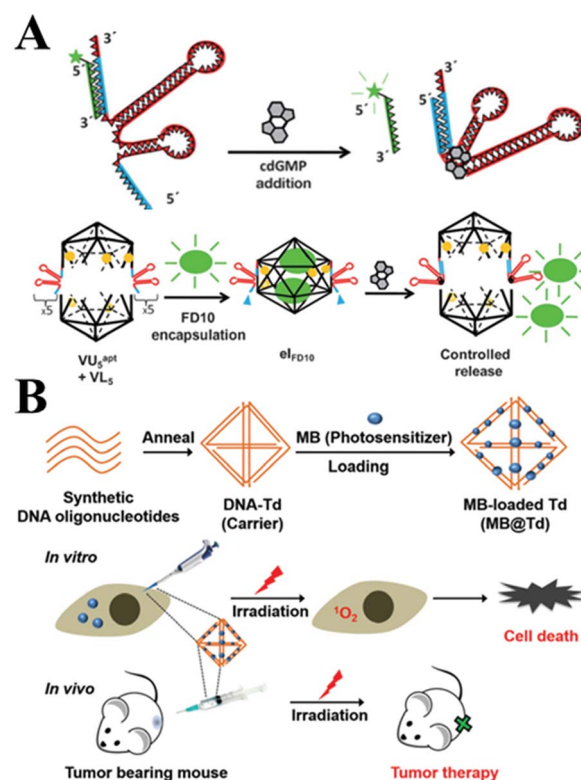 A
3´
5´
3´
5´
cdGMP
addition
3´
5´
3´
5´
x5
x5
VU₅ᵃᵖᵗ
+ VL₅
FD10
encapsulation
eI_FD10
Controlled
release
B
Synthetic
DNA oligonucleotides
Anneal
DNA-Td
(Carrier)
MB (Photosensitizer)
Loading
MB-loaded Td
(MB@Td)
In vitro
Irradiation
¹O₂
Cell death
In vivo
Tumor bearing mouse
Irradiation
Tumor therapy